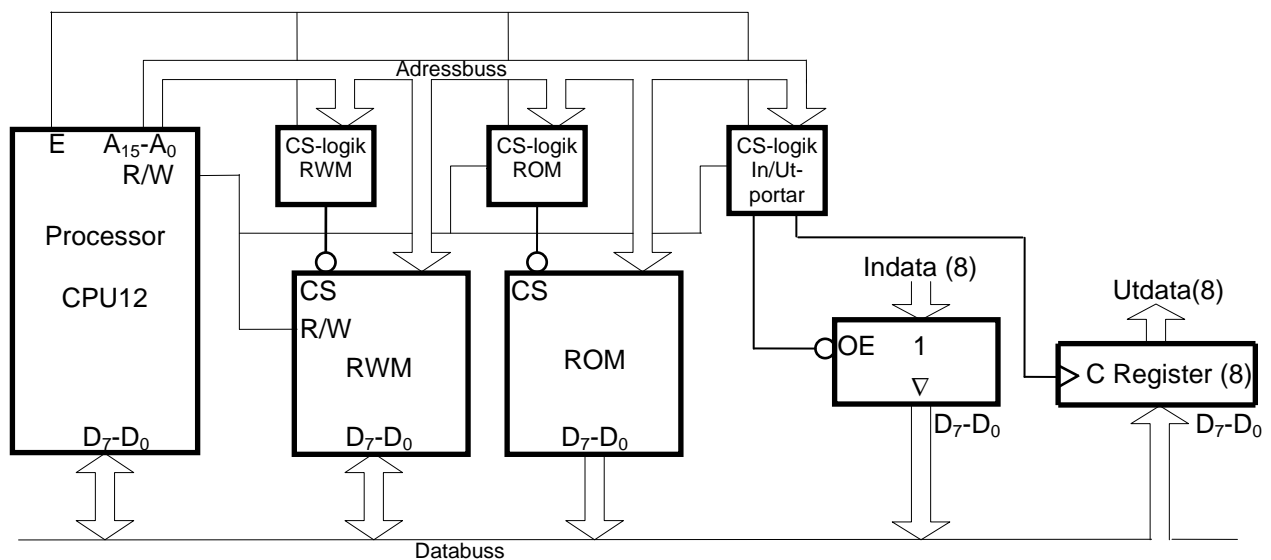 Adressbuss
E A₁₅-A₀
R/W
Processor
CPU12
D₇-D₀
CS-logik
RWM
CS-logik
ROM
CS-logik
In/Ut-
portar
CS
R/W
RWM
D₇-D₀
CS
ROM
D₇-D₀
Indata (8)
OE 1
∇
D₇-D₀
Utdata(8)
C Register (8)
D₇-D₀
Databuss